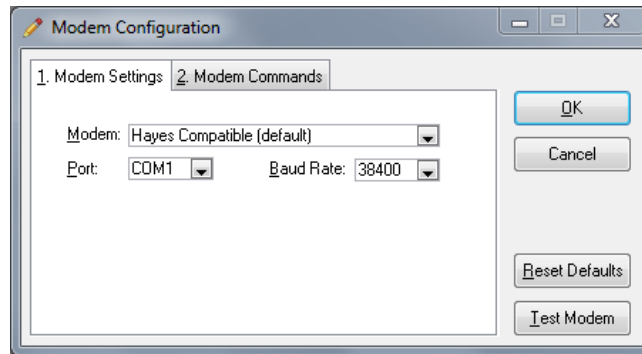 Modem Configuration
1. Modem Settings
2. Modem Commands
Modem: Hayes Compatible (default)
Port: COM1 Baud Rate: 38400
OK
Cancel
Reset Defaults
Test Modem